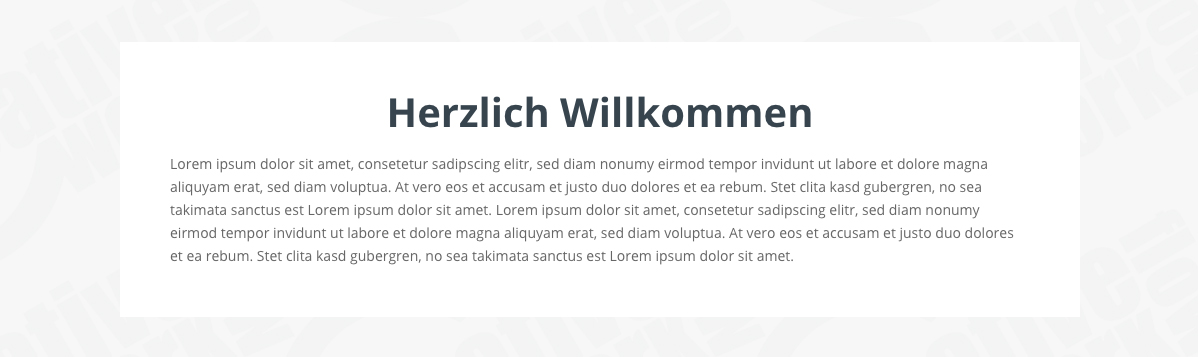 Herzlich Willkommen
Lorem ipsum dolor sit amet, consetetur sadipscing elitr, sed diam nonumy eirmod tempor invidunt ut labore et dolore magna
aliquyam erat, sed diam voluptua. At vero eos et accusam et justo duo dolores et ea rebum. Stet clita kasd gubergren, no sea
takimata sanctus est Lorem ipsum dolor sit amet. Lorem ipsum dolor sit amet, consetetur sadipscing elitr, sed diam nonumy
eirmod tempor invidunt ut labore et dolore magna aliquyam erat, sed diam voluptua. At vero eos et accusam et justo duo dolores
et ea rebum. Stet clita kasd gubergren, no sea takimata sanctus est Lorem ipsum dolor sit amet.